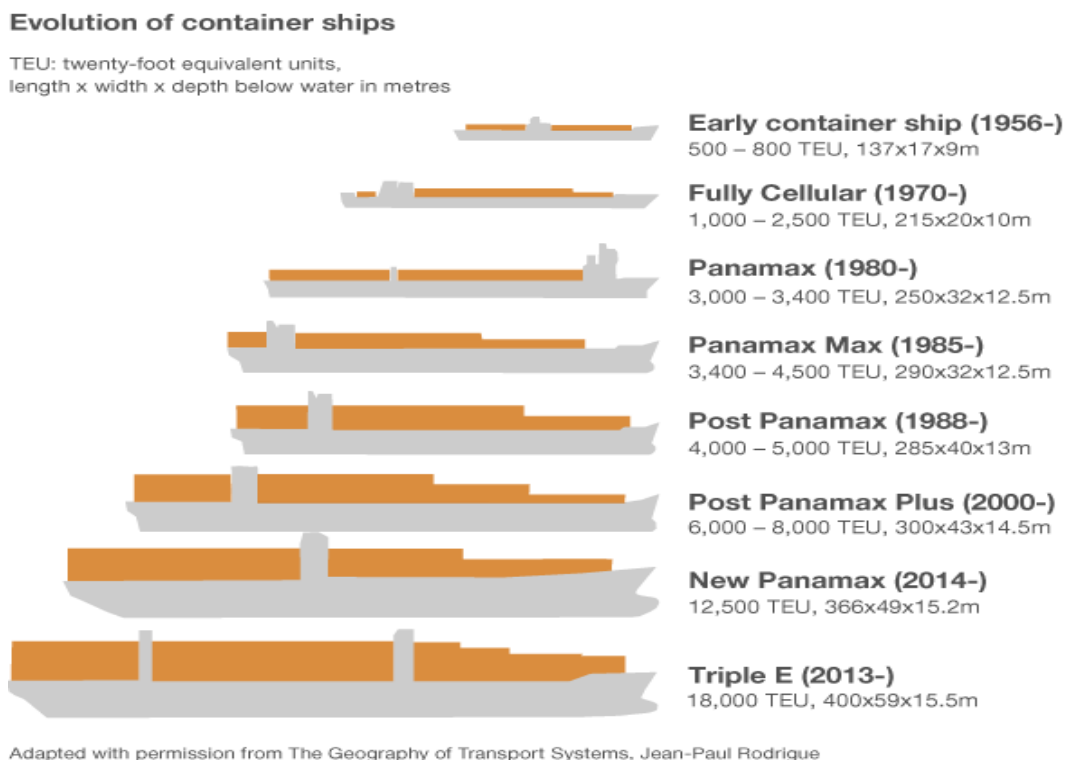 Evolution of container ships
TEU: twenty-foot equivalent units,
length x width x depth below water in metres
Early container ship (1956-)
500 – 800 TEU, 137x17x9m
Fully Cellular (1970-)
1,000 – 2,500 TEU, 215x20x10m
Panamax (1980-)
3,000 – 3,400 TEU, 250x32x12.5m
Panamax Max (1985-)
3,400 – 4,500 TEU, 290x32x12.5m
Post Panamax (1988-)
4,000 – 5,000 TEU, 285x40x13m
Post Panamax Plus (2000-)
6,000 – 8,000 TEU, 300x43x14.5m
New Panamax (2014-)
12,500 TEU, 366x49x15.2m
Triple E (2013-)
18,000 TEU, 400x59x15.5m
Adapted with permission from The Geography of Transport Systems, Jean-Paul Rodrigue